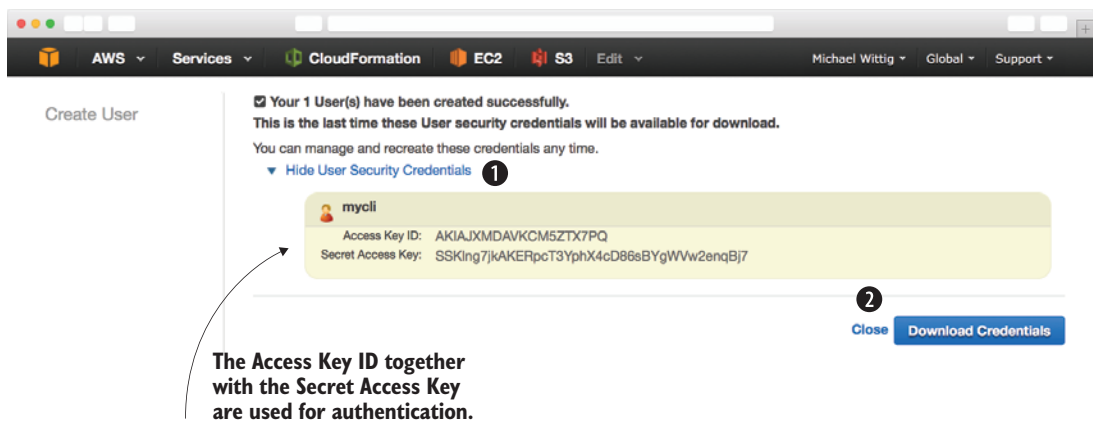 AWS Services CloudFormation EC2 S3 Edit Michael Wittig Global Support
Create User
Your 1 User(s) have been created successfully.
This is the last time these User security credentials will be available for download.
You can manage and recreate these credentials any time.
Hide User Security Credentials 1
mycli
Access Key ID: AKIAJXMDAVKCM5ZTX7PQ
Secret Access Key: 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
2
Close Download Credentials
The Access Key ID together
with the Secret Access Key
are used for authentication.